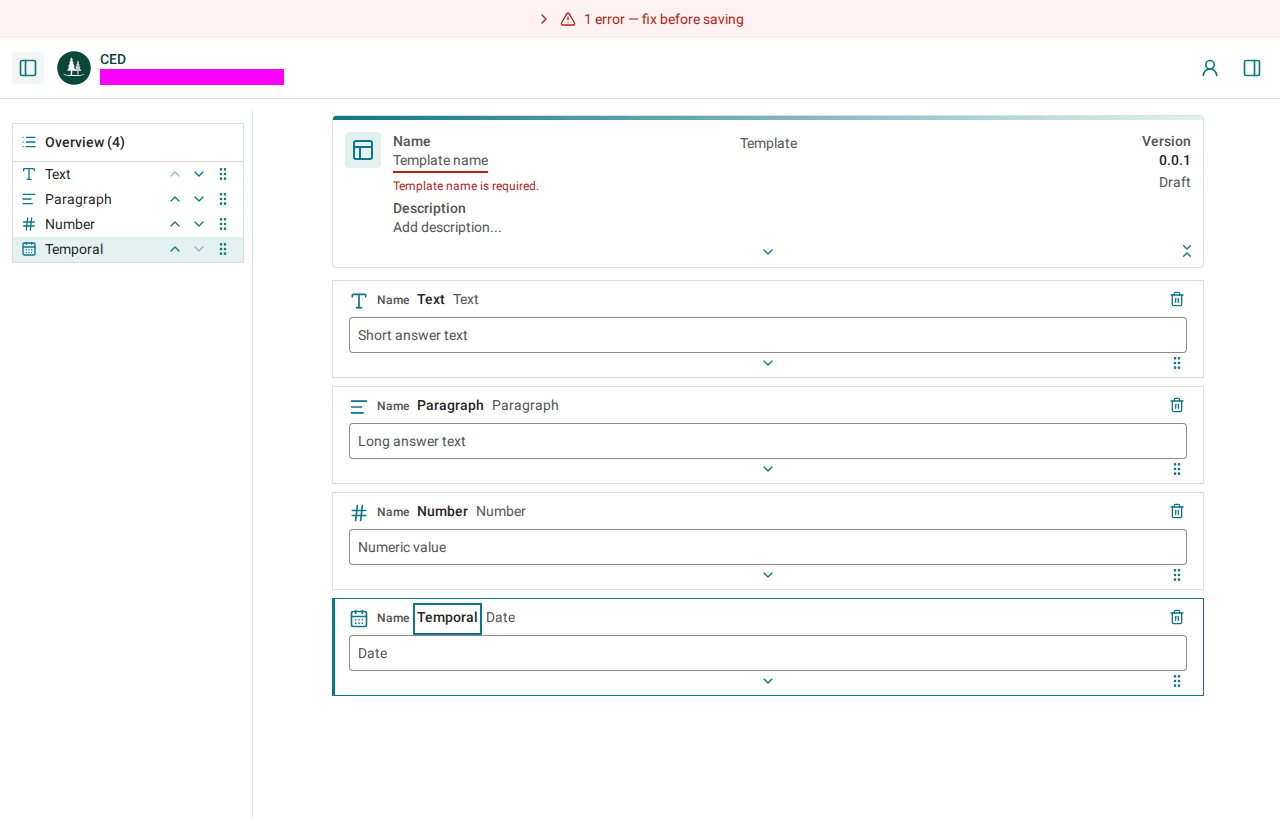 1 error — fix before saving
CED
Overview (4)
Text
Paragraph
Number
Temporal
Name
Template name
Template name is required.
Description
Add description...
Template
Version
0.0.1
Draft
Name Text Text
Short answer text
Name Paragraph Paragraph
Long answer text
Name Number Number
Numeric value
Name Temporal Date
Date